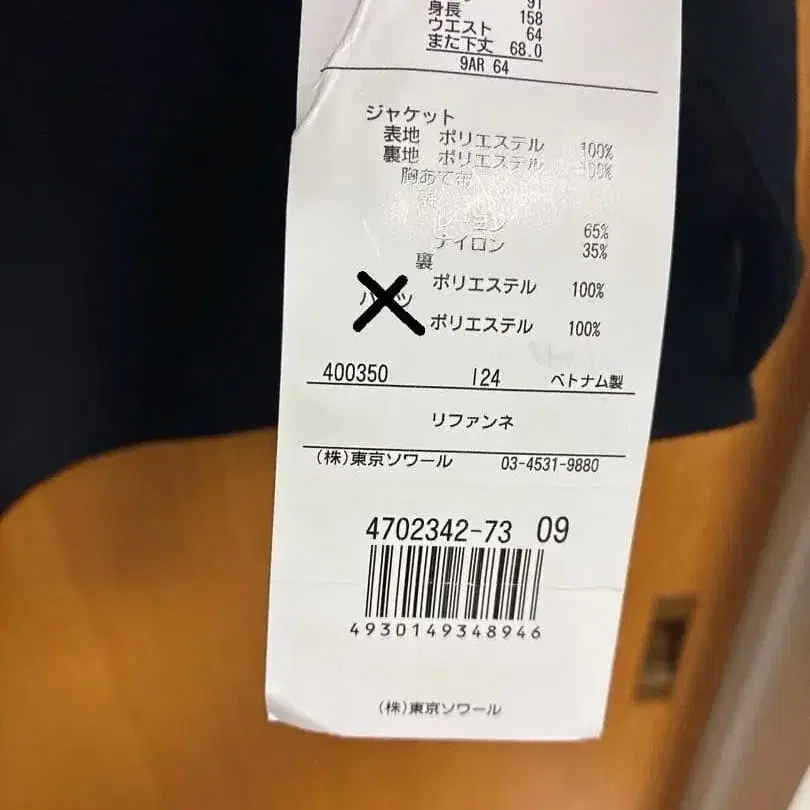 91
身長 158
ウエスト 64
また下丈 68.0
9AR 64
ジャケット
表地 ポリエステル 100%
裏地 ポリエステル 100%
胸あて布
65%
ナイロン 35%
裏
ポリエステル 100%
ポリエステル 100%
400350 124 ベトナム製
リファンネ
(株)東京ソワール 03-4531-9880
4702342-73 09
4930149348946
(株)東京ソワール